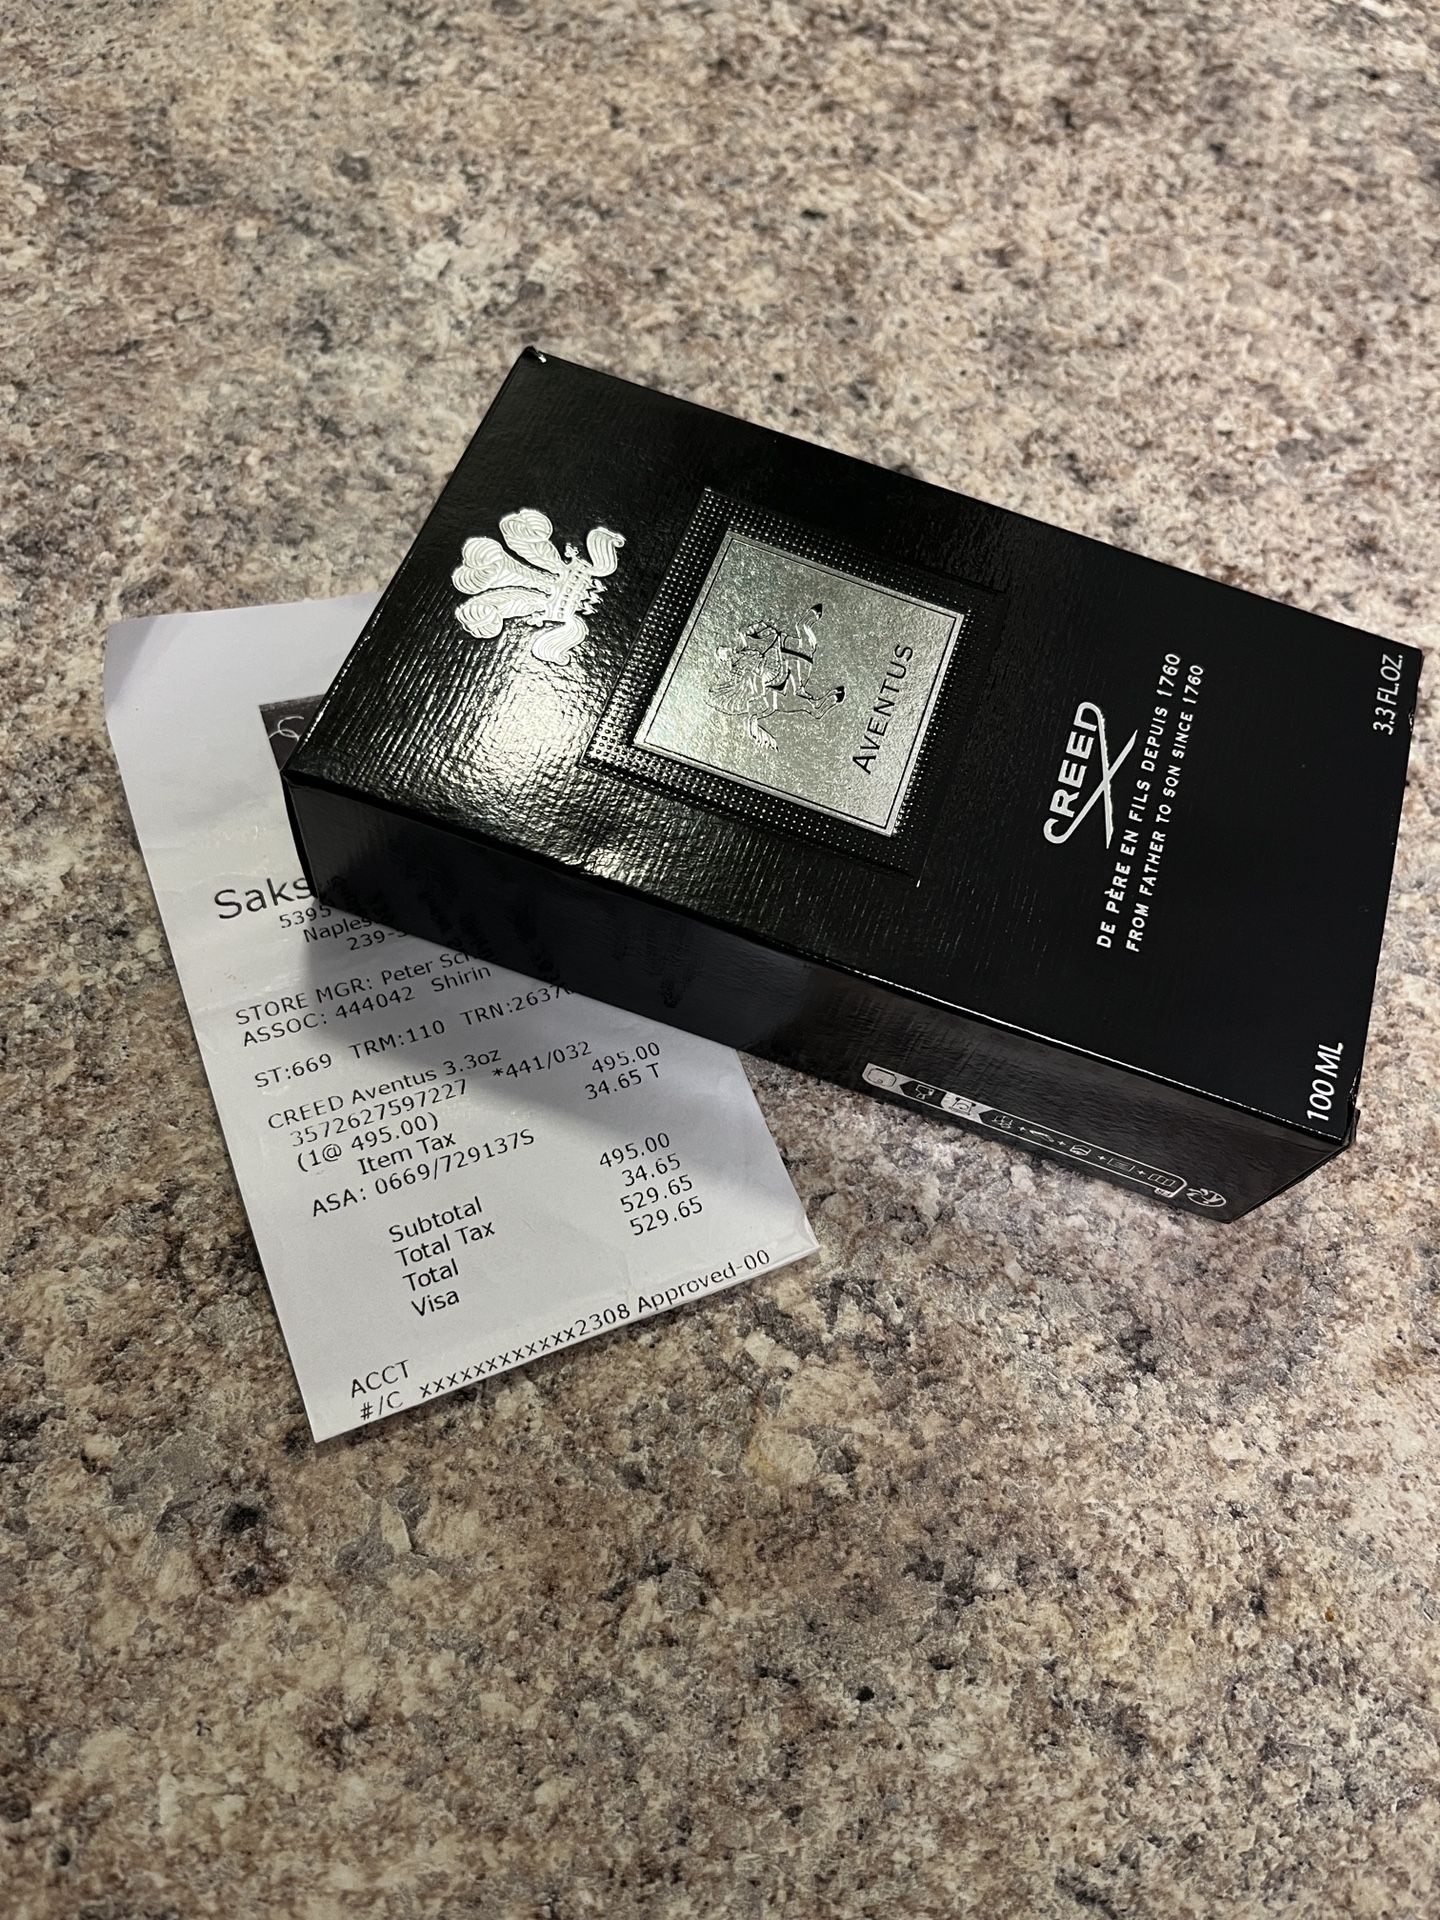 Saks
5395
Naples
239-
STORE MGR: Peter
ASSOC: 444042 Shirin
ST:669 TRM:110 TRN:2637
CREED Aventus 3.3oz
3572627597227 *441/032 495.00
(1@ 495.00)
Item Tax 34.65 T
ASA: 0669/729137S
Subtotal 495.00
Total Tax 34.65
Total 529.65
Visa 529.65
ACCT
#/C xxxxxxxxxxxx2308 Approved-00
AVENTUS
CREED
DE PÈRE EN FILS DEPUIS 1760
FROM FATHER TO SON SINCE 1760
100 ML
3.3 FL.OZ.